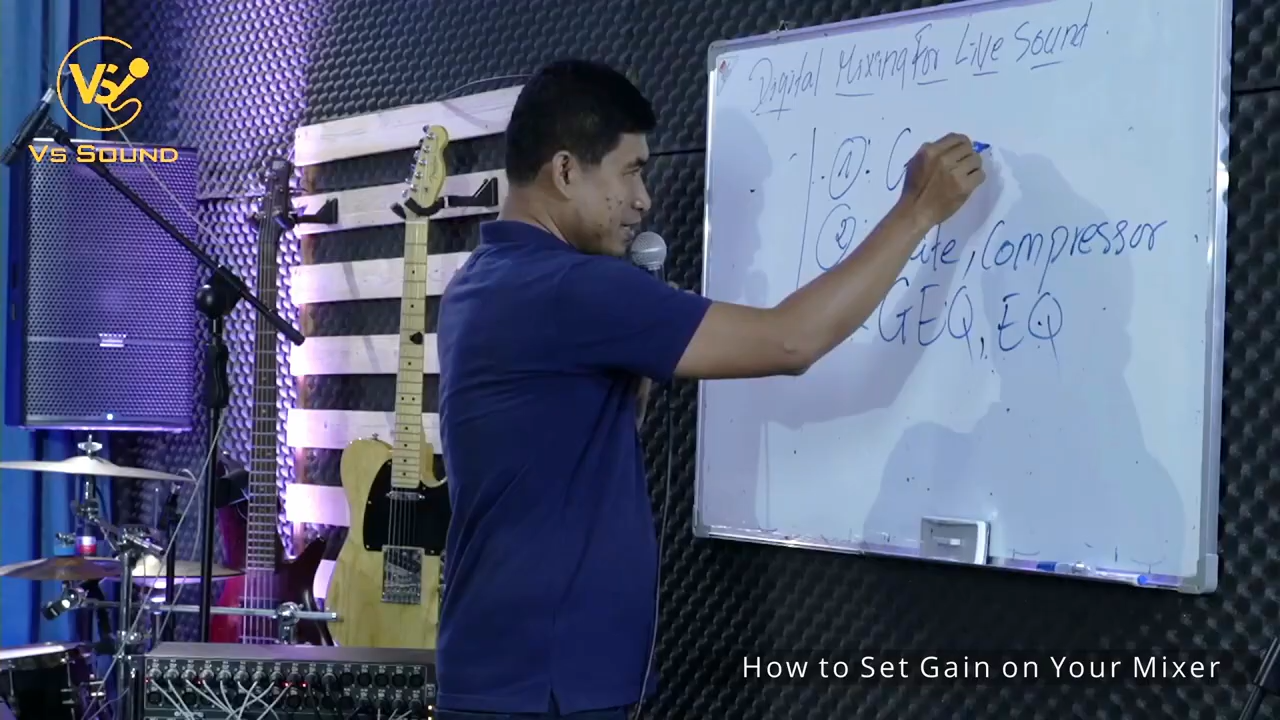 VS
VS SOUND
Digital Mixing For Live Sound.
①: G
②: ate, Compressor
GEQ, EQ
How to Set Gain on Your Mixer